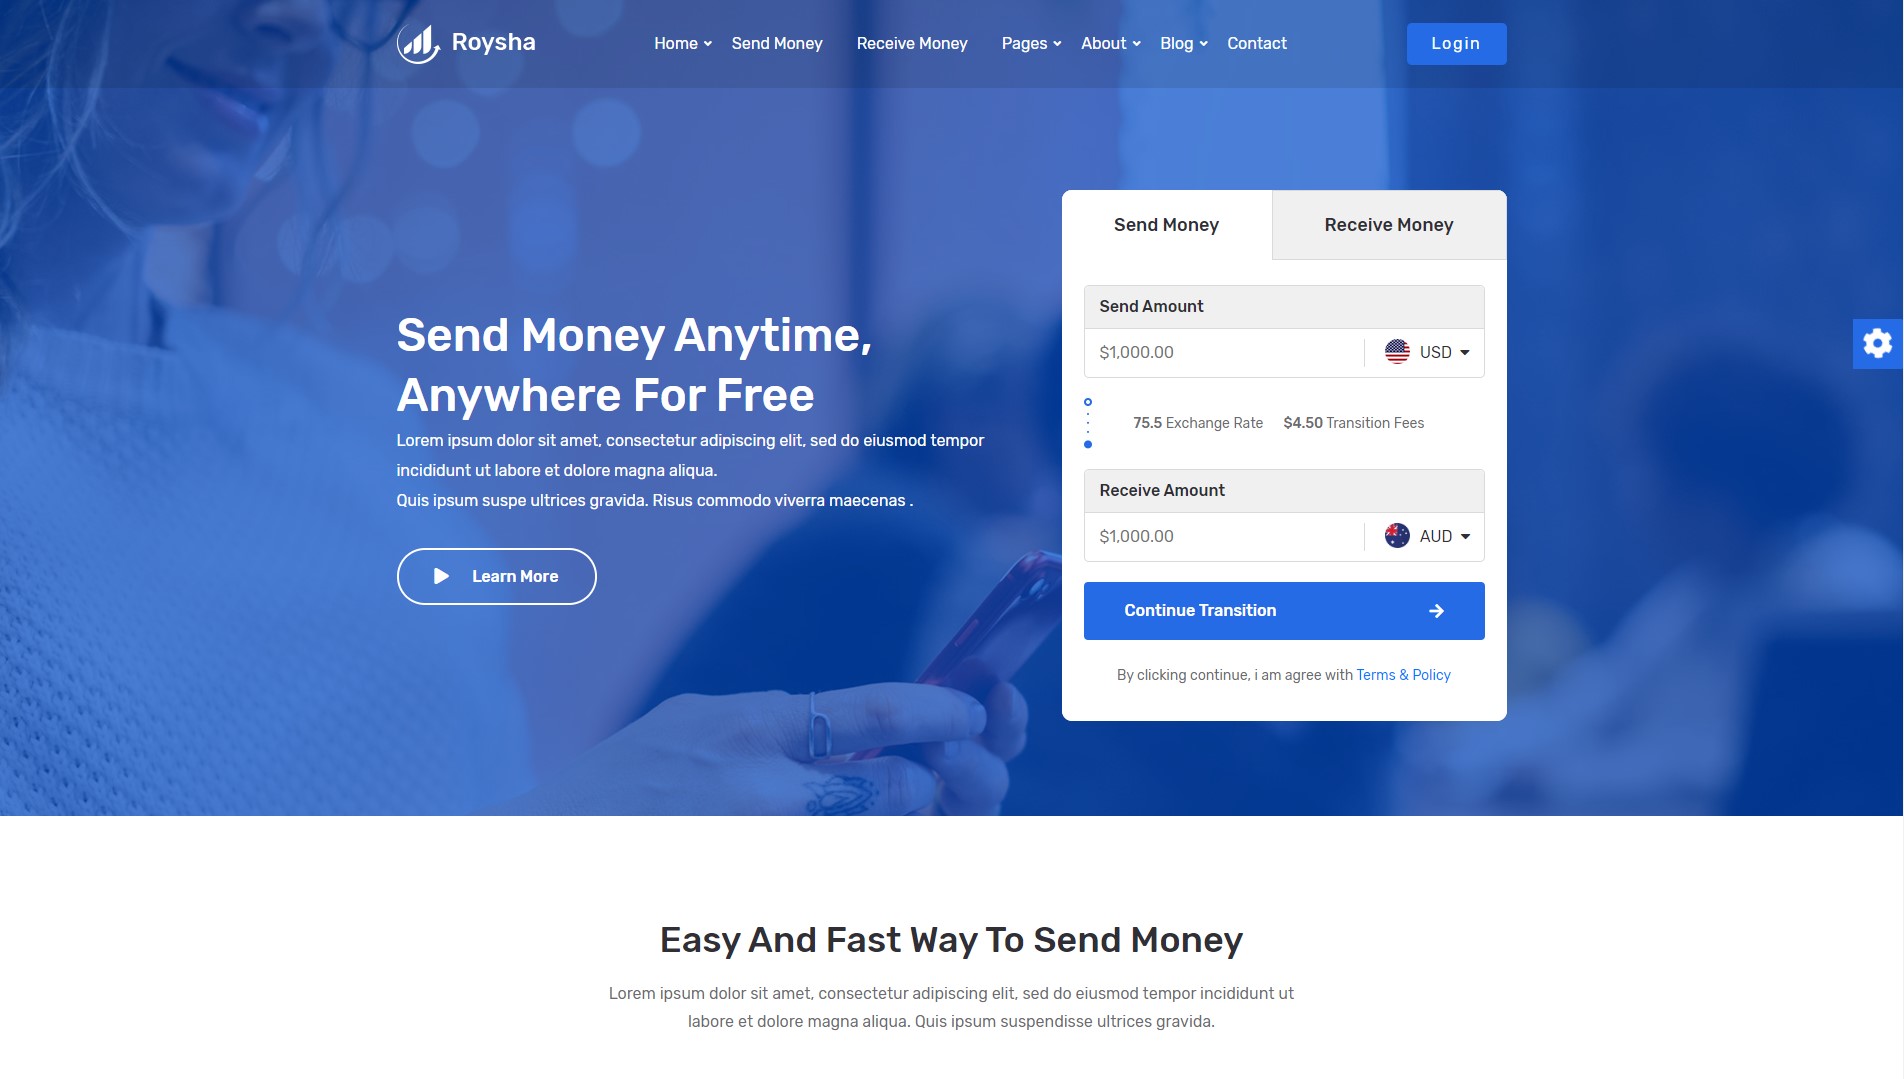 Roysha
Home
Send Money
Receive Money
Pages
About
Blog
Contact
Login
Send Money Anytime,
Anywhere For Free
Lorem ipsum dolor sit amet, consectetur adipiscing elit, sed do eiusmod tempor
incididunt ut labore et dolore magna aliqua.
Quis ipsum suspe ultrices gravida. Risus commodo viverra maecenas .
Learn More
Send Money
Receive Money
Send Amount
$1,000.00
USD
75.5 Exchange Rate
$4.50 Transition Fees
Receive Amount
$1,000.00
AUD
Continue Transition
By clicking continue, i am agree with Terms & Policy
Easy And Fast Way To Send Money
Lorem ipsum dolor sit amet, consectetur adipiscing elit, sed do eiusmod tempor incididunt ut
labore et dolore magna aliqua. Quis ipsum suspendisse ultrices gravida.